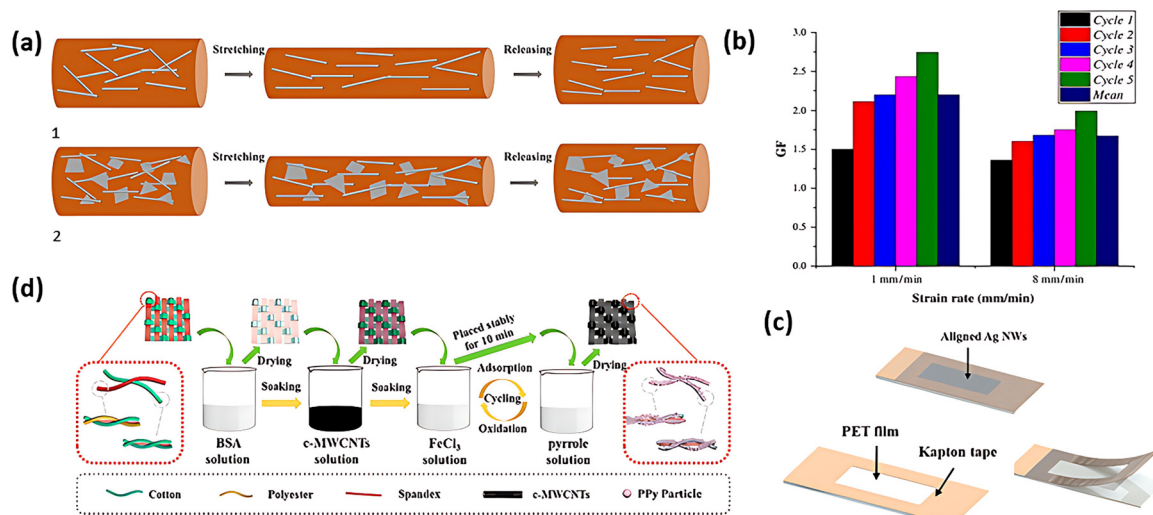 (a)
Stretching
Releasing
1
Stretching
Releasing
2
(b)
Cycle 1
Cycle 2
Cycle 3
Cycle 4
Cycle 5
Mean
3.0
2.5
2.0
1.5
1.0
0.5
0.0
GF
1 mm/min
8 mm/min
Strain rate (mm/min)
(c)
Aligned Ag NWs
PET film
Kapton tape
(d)
Drying
Drying
Placed stably
for 10 min
Drying
Soaking
Soaking
Adsorption
Cycling
Oxidation
BSA
solution
c-MWCNTs
solution
FeCl3
solution
pyrrole
solution
Cotton
Polyester
Spandex
c-MWCNTs
PPy Particle